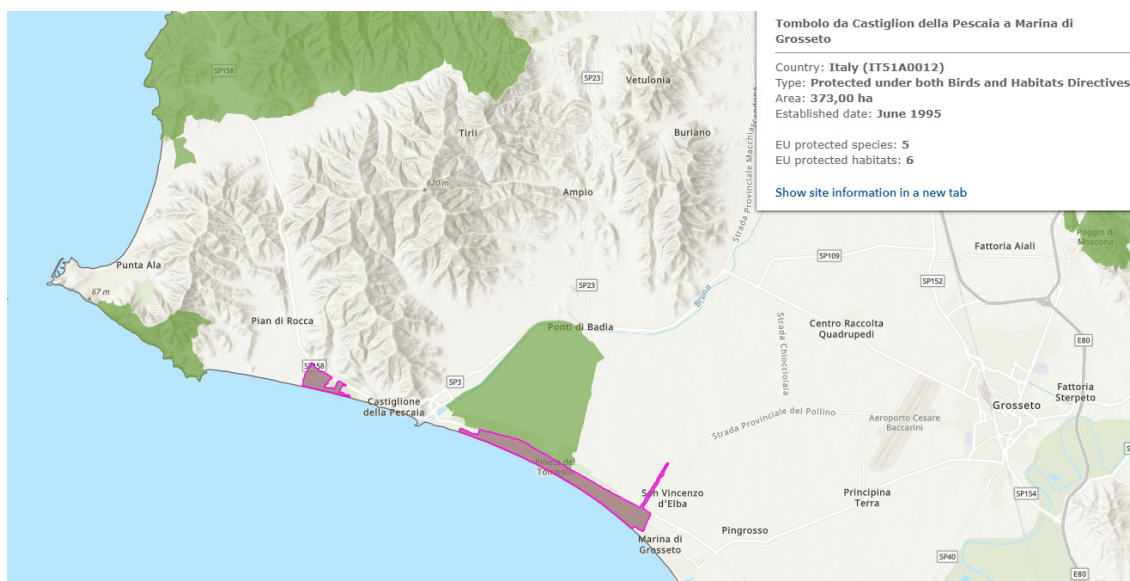 Tombolo da Castiglion della Pescaia a Marina di
Grosseto
Country: Italy (IT51A0012)
Type: Protected under both Birds and Habitats Directives
Area: 373,00 ha
Established date: June 1995
EU protected species: 5
EU protected habitats: 6
Show site information in a new tab
SP158
SP23
Vetulonia
Strada Provinciale Macchiascandona
Tirli
Buriano
620 m
Ampio
Poggio di
Moscona
Fattoria Aiali
SP109
SP152
Punta Ala
67 m
SP23
Bruna
Pian di Rocca
Ponti di Badia
Centro Raccolta
Quadrupedi
Strada Chiocciolaia
E80
SP158
SP3
Castiglione
della Pescaia
Fattoria
Sterpeto
Grosseto
Strada Provinciale del Pollino
Aeroporto Cesare
Baccarini
Pineta del
Tombolo
San Vincenzo
d'Elba
Principina
Terra
SP154
Pingrosso
Marina di
Grosseto
SP40
E80